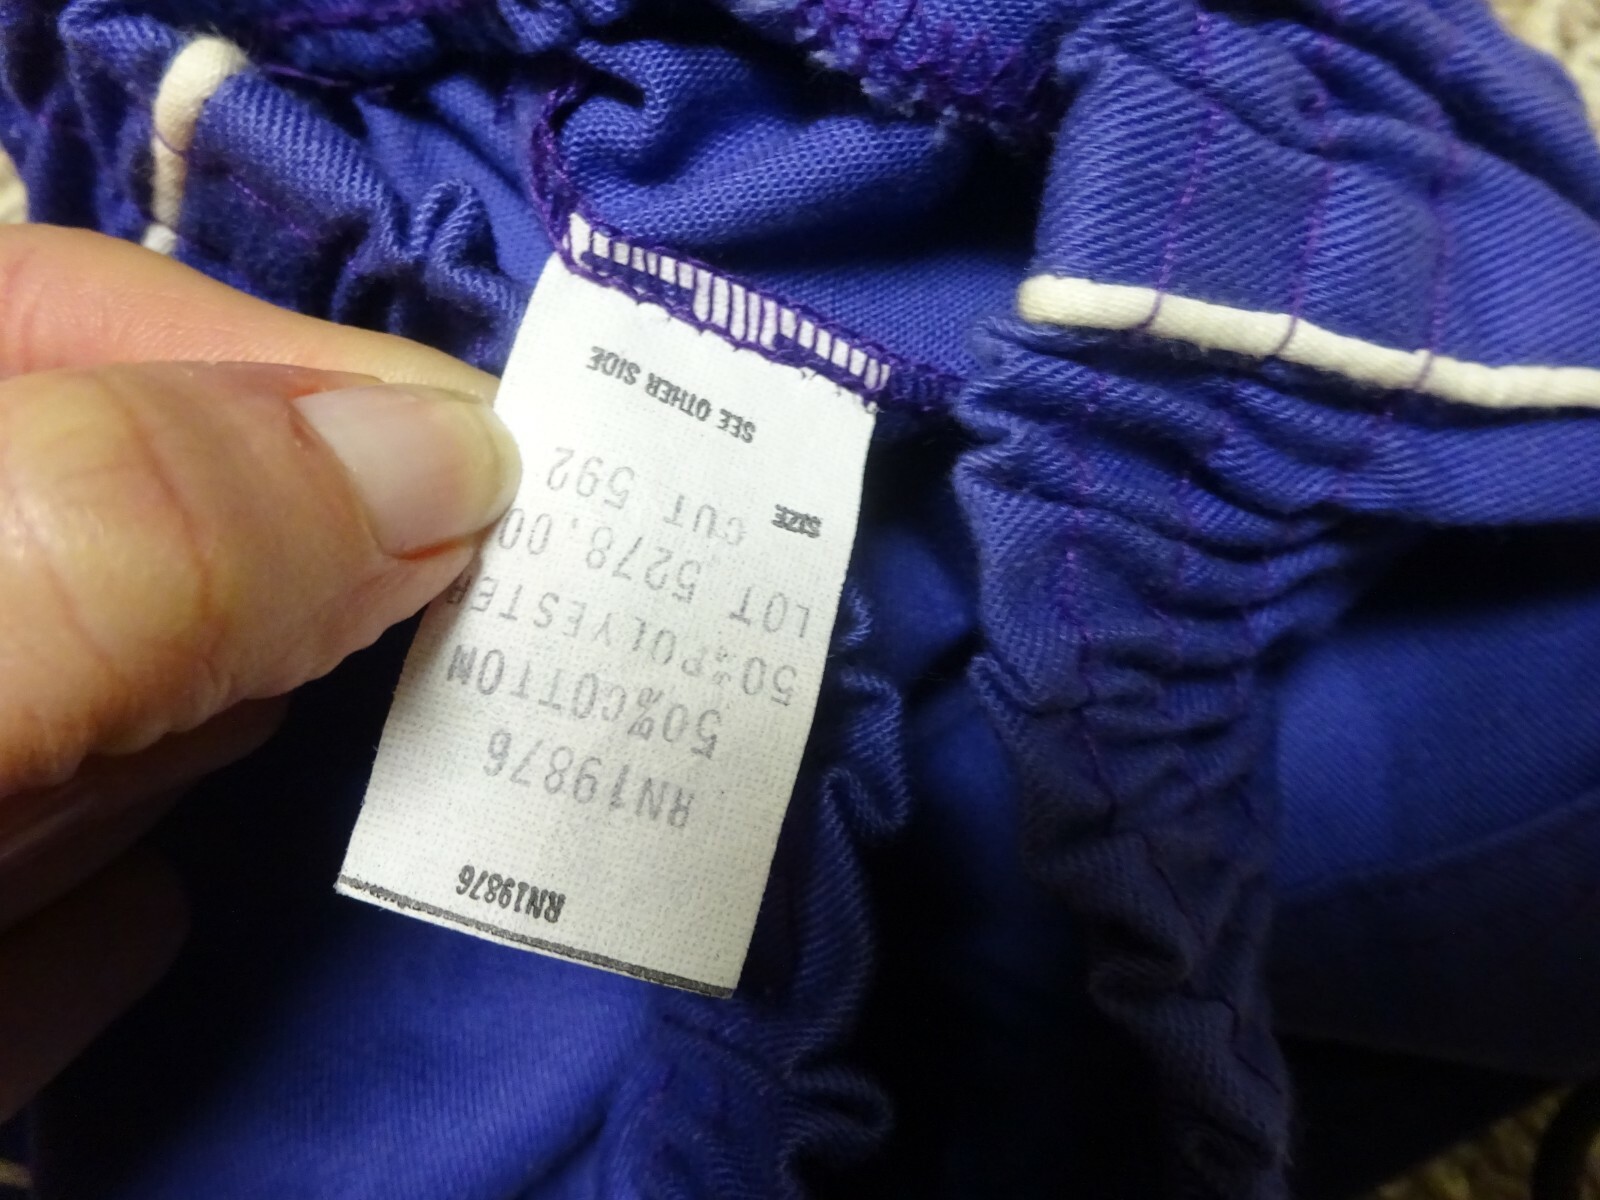 RN19876
RN19876
50%COTTON
50%POLYESTER
LOT 5278.00
CUT 592
SIZE
SEE OTHER SIDE